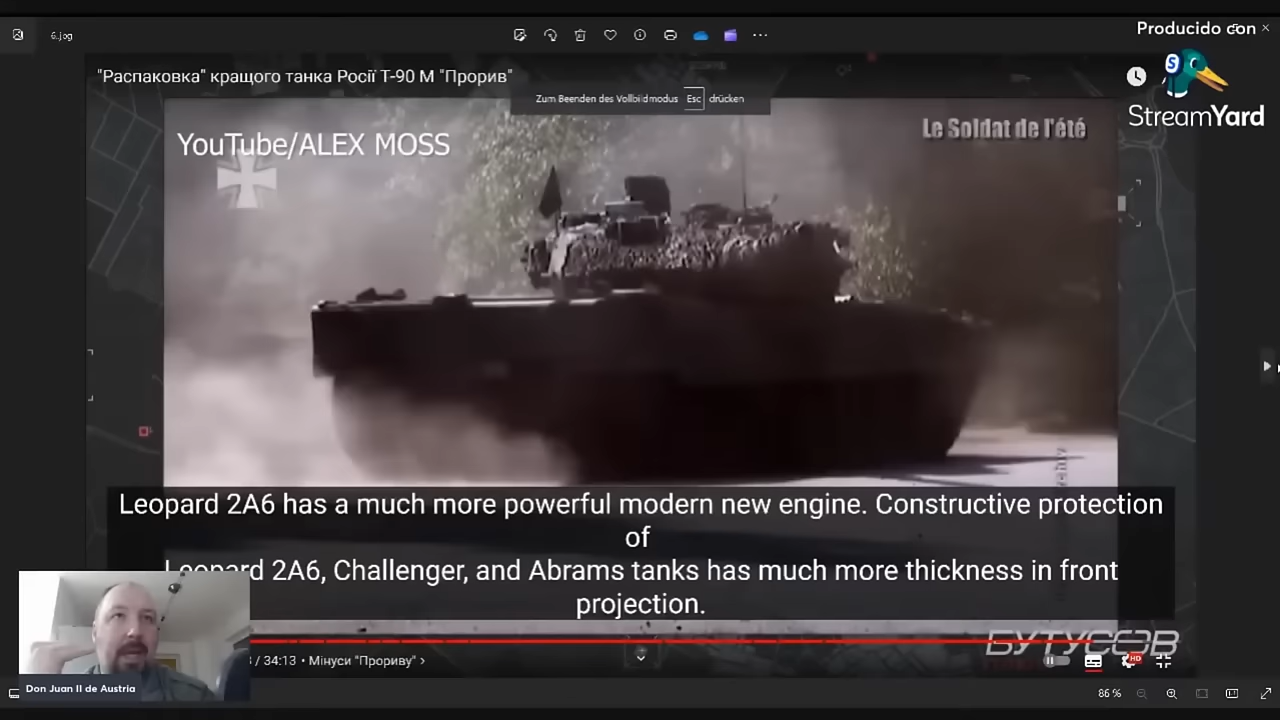 6.jpg
Producido con
StreamYard
"Распаковка" кращого танка Росії Т-90 М "Прорив"
Zum Beenden des Vollbildmodus Esc drücken
YouTube/ALEX MOSS
Le Soldat de l'été
Leopard 2A6 has a much more powerful modern new engine. Constructive protection
of
Leopard 2A6, Challenger, and Abrams tanks has much more thickness in front
projection.
БУТУСОВ
/ 34:13 • Мінуси "Прориву" ›
HD
Don Juan II de Austria
86 %